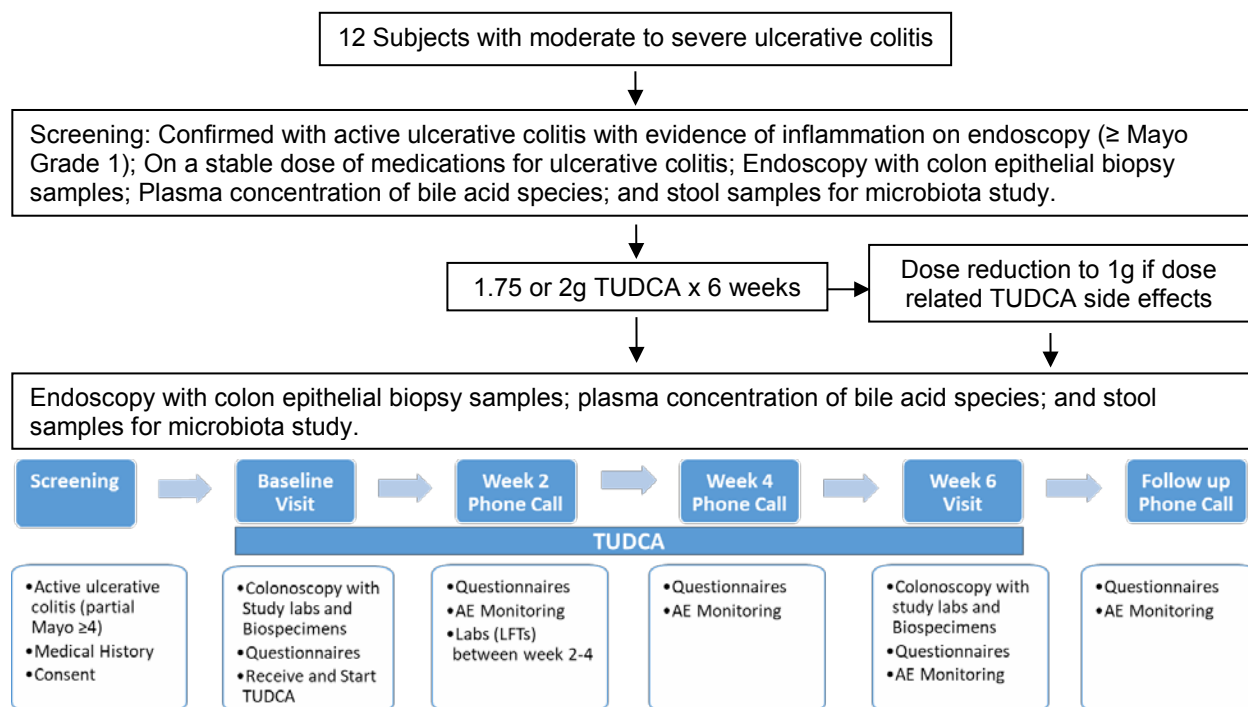 12 Subjects with moderate to severe ulcerative colitis
Screening: Confirmed with active ulcerative colitis with evidence of inflammation on endoscopy (≥ Mayo
Grade 1); On a stable dose of medications for ulcerative colitis; Endoscopy with colon epithelial biopsy
samples; Plasma concentration of bile acid species; and stool samples for microbiota study.
1.75 or 2g TUDCA x 6 weeks
Dose reduction to 1g if dose
related TUDCA side effects
Endoscopy with colon epithelial biopsy samples; plasma concentration of bile acid species; and stool
samples for microbiota study.
Screening
Baseline
Visit
Week 2
Phone Call
Week 4
Phone Call
Week 6
Visit
Follow up
Phone Call
TUDCA
•Active ulcerative
colitis (partial
Mayo ≥4)
•Medical History
•Consent
•Colonoscopy with
Study labs and
Biospecimens
•Questionnaires
•Receive and Start
TUDCA
•Questionnaires
•AE Monitoring
•Labs (LFTs)
between week 2-4
•Questionnaires
•AE Monitoring
•Colonoscopy with
study labs and
Biospecimens
•Questionnaires
•AE Monitoring
•Questionnaires
•AE Monitoring